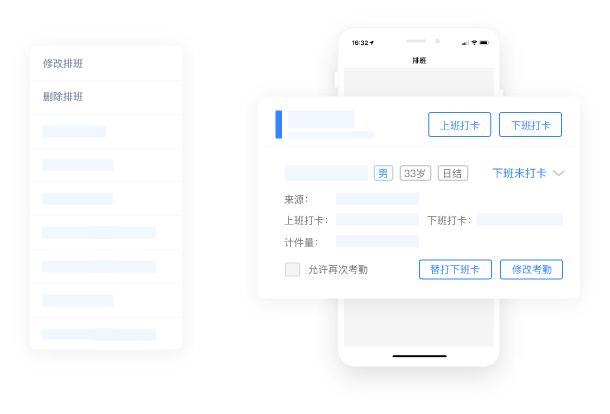 修改排班
删除排班
16:32
排班
上班打卡
下班打卡
男
33岁
日结
下班未打卡
来源：
上班打卡：
下班打卡：
计件量：
允许再次考勤
替打下班卡
修改考勤